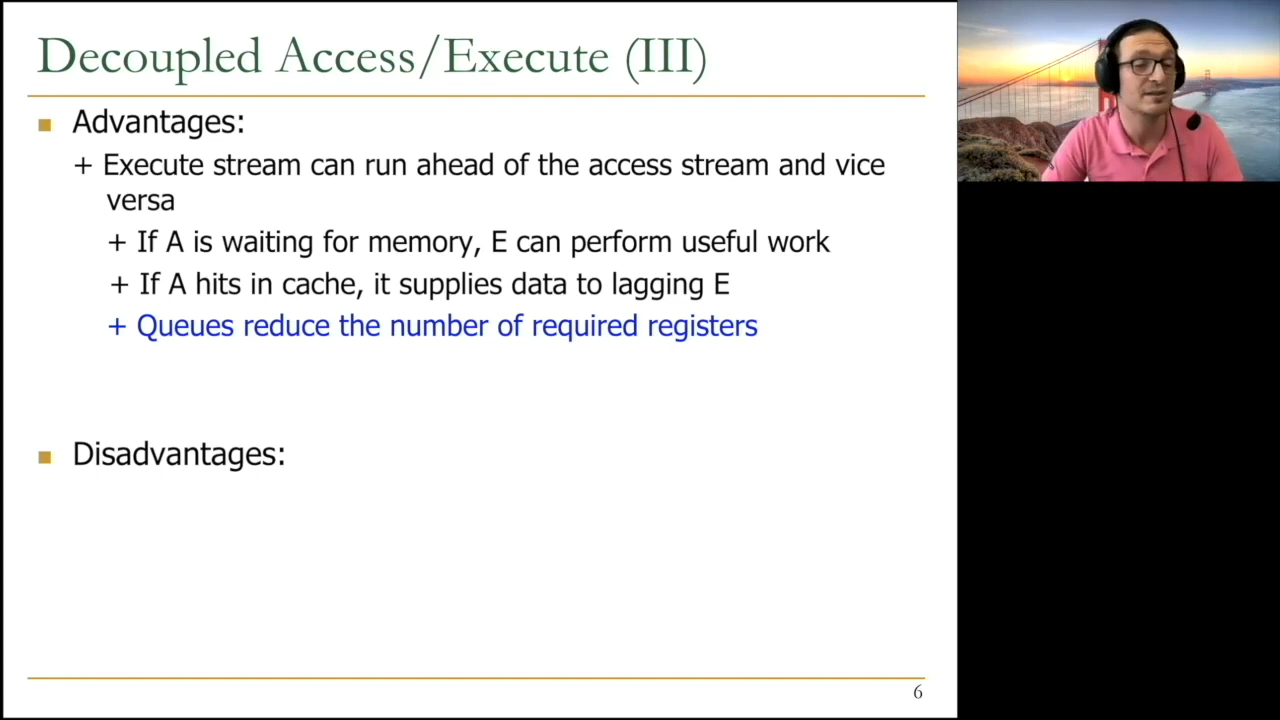 Decoupled Access/Execute (III)
Advantages:
+ Execute stream can run ahead of the access stream and vice
versa
+ If A is waiting for memory, E can perform useful work
+ If A hits in cache, it supplies data to lagging E
+ Queues reduce the number of required registers
Disadvantages:
6